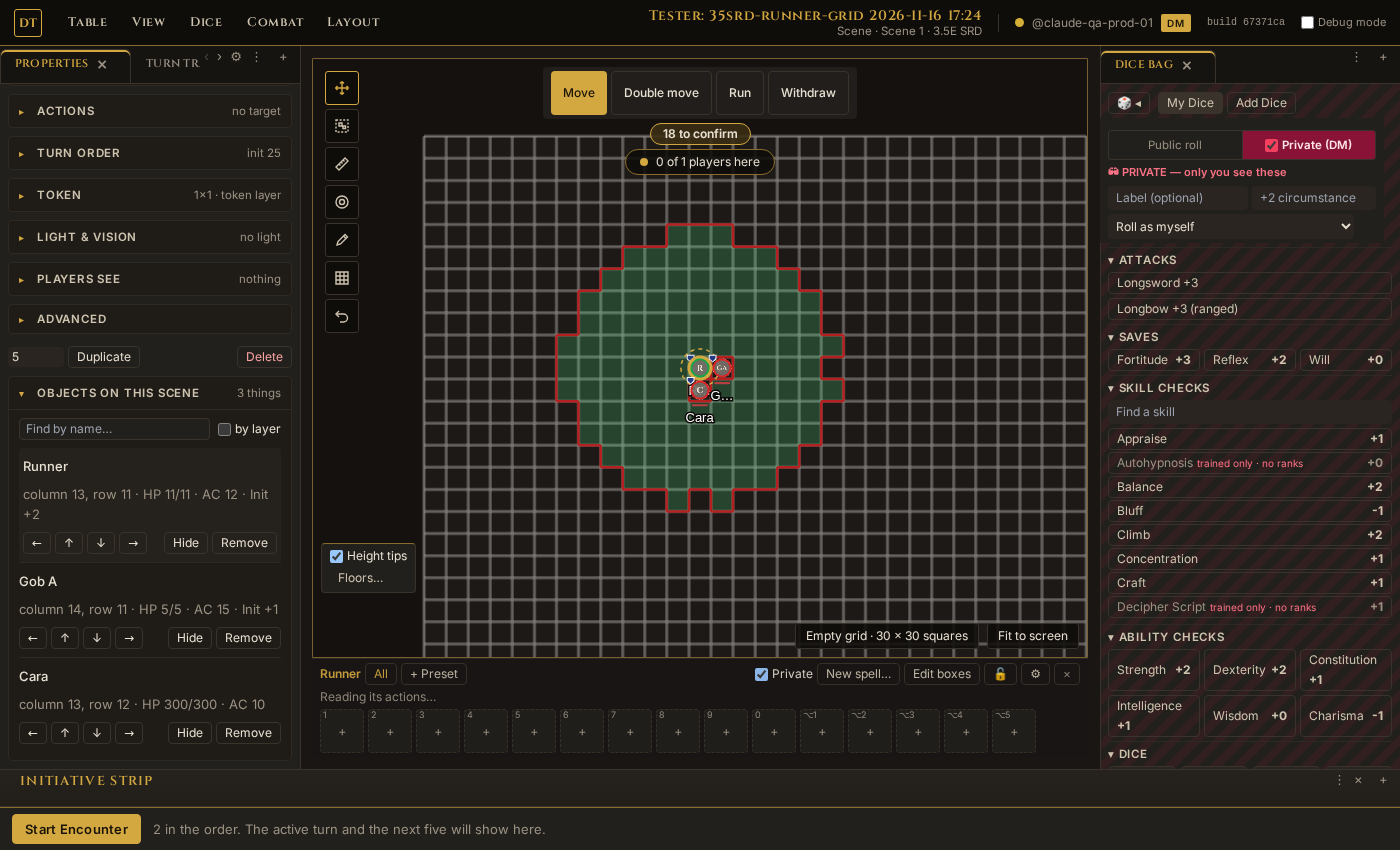 DT
TABLE VIEW DICE COMBAT LAYOUT
TESTER: 35SRD-RUNNER-GRID 2026-11-16 17:24
Scene · Scene 1 · 3.5E SRD
@claude-qa-prod-01 DM
build 67371ca
Debug mode
PROPERTIES ×
TURN TR
ACTIONS no target
TURN ORDER init 25
TOKEN 1×1 · token layer
LIGHT & VISION no light
PLAYERS SEE nothing
ADVANCED
5 Duplicate Delete
OBJECTS ON THIS SCENE 3 things
Find by name... by layer
Runner
column 13, row 11 · HP 11/11 · AC 12 · Init
+2
← ↑ ↓ → Hide Remove
Gob A
column 14, row 11 · HP 5/5 · AC 15 · Init +1
← ↑ ↓ → Hide Remove
Cara
column 13, row 12 · HP 300/300 · AC 10
← ↑ ↓ → Hide Remove
Move Double move Run Withdraw
18 to confirm
0 of 1 players here
R GA
C G...
Cara
Height tips
Floors...
Empty grid · 30 × 30 squares Fit to screen
Runner All + Preset Private New spell... Edit boxes ×
Reading its actions...
1 2 3 4 5 6 7 8 9 0 ⌥1 ⌥2 ⌥3 ⌥4 ⌥5
+ + + + + + + + + + + + + + +
DICE BAG ×
My Dice Add Dice
Public roll Private (DM)
PRIVATE — only you see these
Label (optional) +2 circumstance
Roll as myself
▾ ATTACKS
Longsword +3
Longbow +3 (ranged)
▾ SAVES
Fortitude +3 Reflex +2 Will +0
▾ SKILL CHECKS
Find a skill
Appraise +1
Autohypnosis trained only · no ranks +0
Balance +2
Bluff -1
Climb +2
Concentration +1
Craft +1
Decipher Script trained only · no ranks +1
▾ ABILITY CHECKS
Strength +2 Dexterity +2 Constitution +1
Intelligence +1 Wisdom +0 Charisma -1
▾ DICE
INITIATIVE STRIP
Start Encounter 2 in the order. The active turn and the next five will show here.